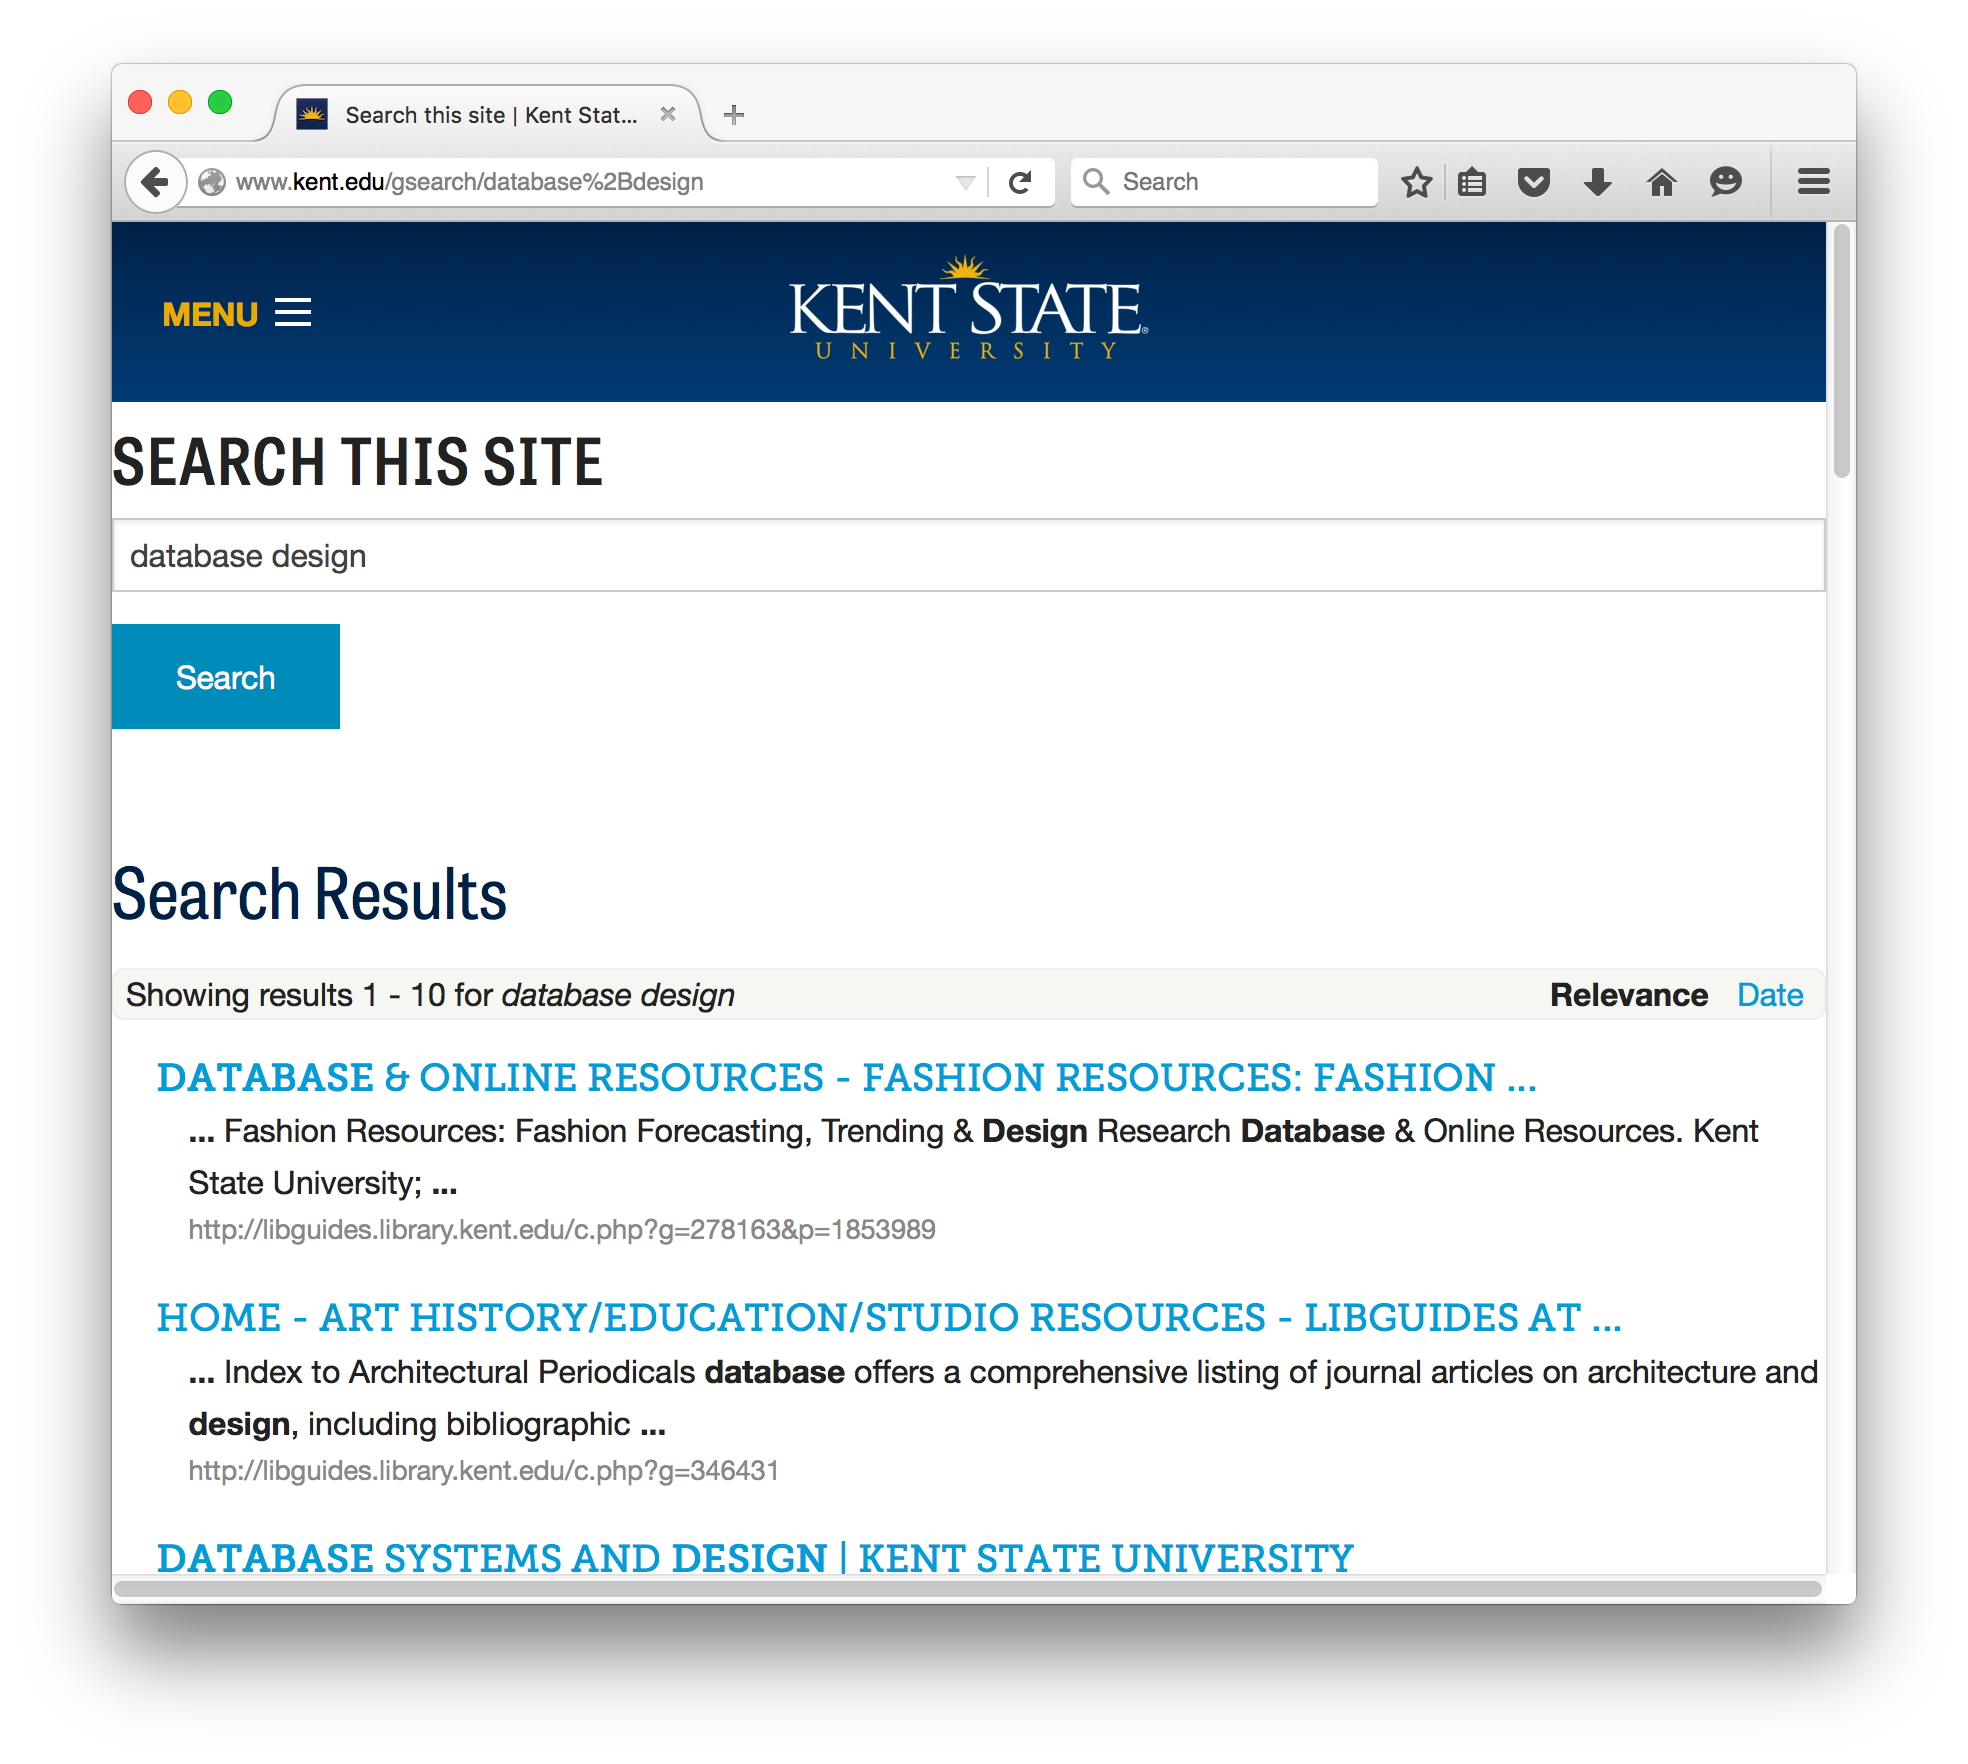 Search this site | Kent Stat...
www.kent.edu/gsearch/database%2Bdesign
Search
MENU
KENT STATE
UNIVERSITY
SEARCH THIS SITE
database design
Search
Search Results
Showing results 1 - 10 for database design
Relevance Date
DATABASE & ONLINE RESOURCES - FASHION RESOURCES: FASHION ...
... Fashion Resources: Fashion Forecasting, Trending & Design Research Database & Online Resources. Kent
State University; ...
http://libguides.library.kent.edu/c.php?g=278163&p=1853989
HOME - ART HISTORY/EDUCATION/STUDIO RESOURCES - LIBGUIDES AT ...
... Index to Architectural Periodicals database offers a comprehensive listing of journal articles on architecture and
design, including bibliographic ...
http://libguides.library.kent.edu/c.php?g=346431
DATABASE SYSTEMS AND DESIGN | KENT STATE UNIVERSITY